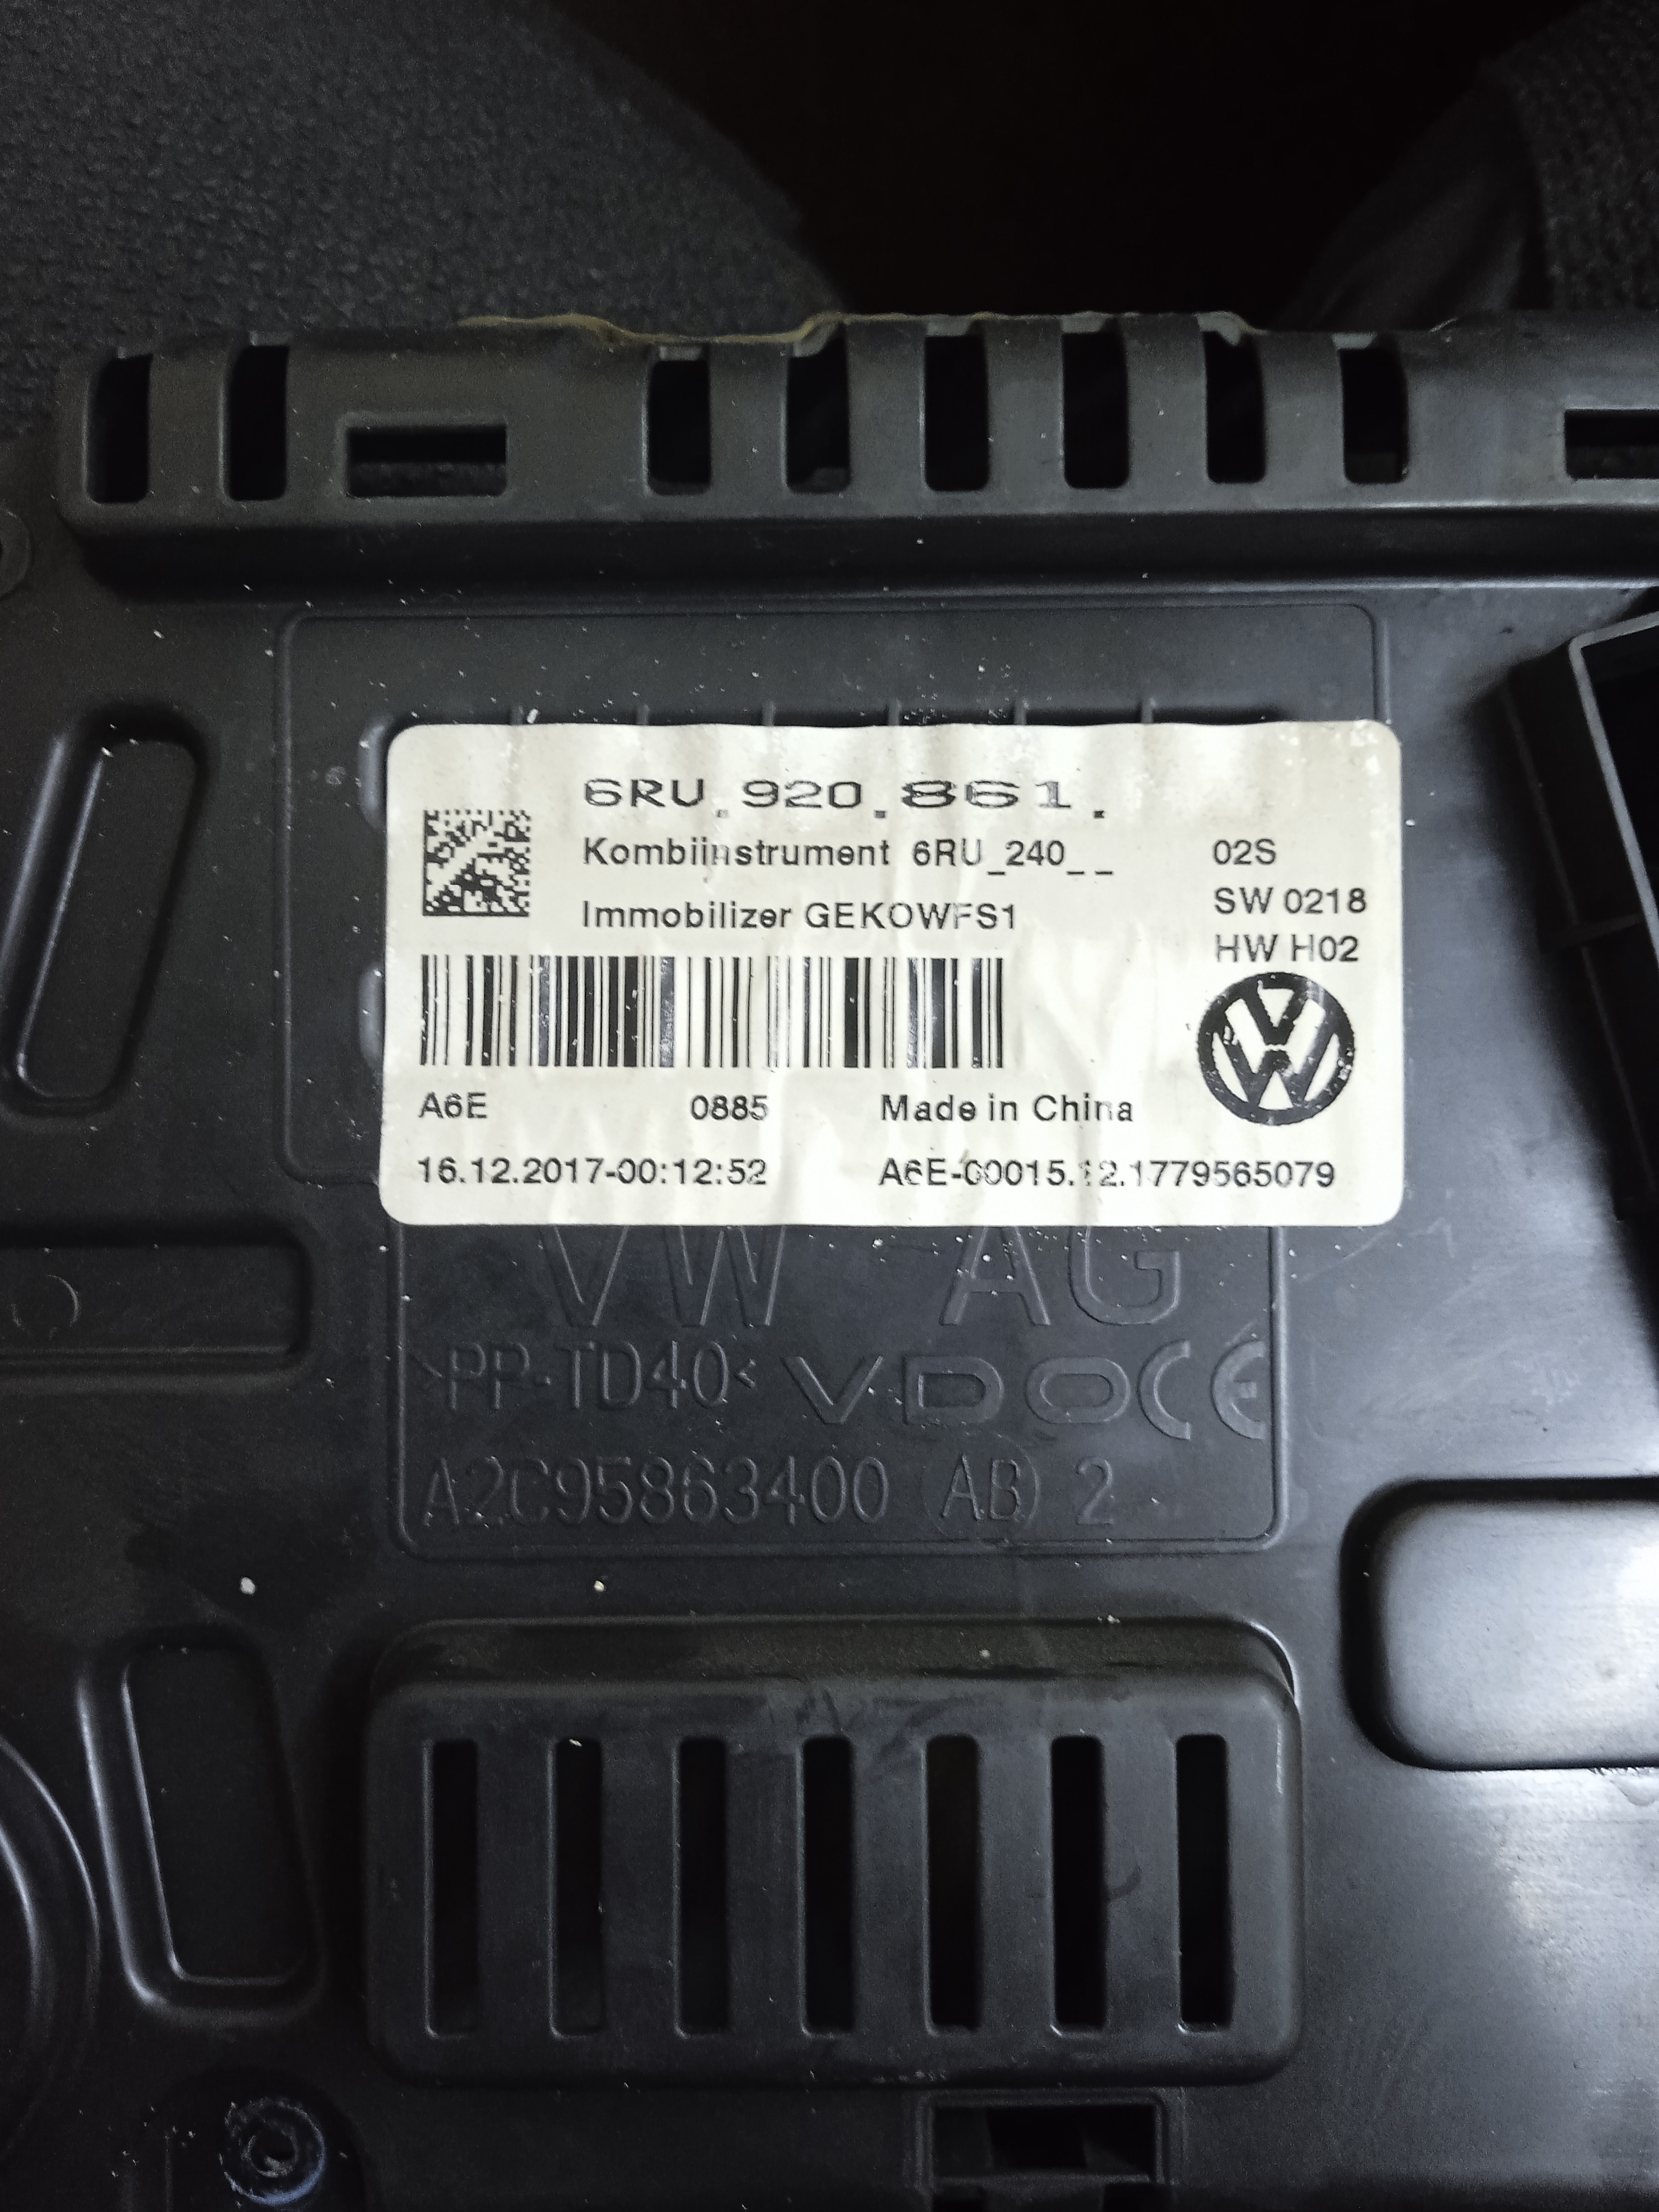 6RU.920.861.
Kombiinstrument 6RU_240_ _ 02S
Immobilizer GEKOWFS1 SW 0218
HW H02
A6E 0885 Made in China
16.12.2017-00:12:52 A6E-00015.12.1779565079
VW AG
>PP-TD40< VDO CE
A2C95863400 AB 2